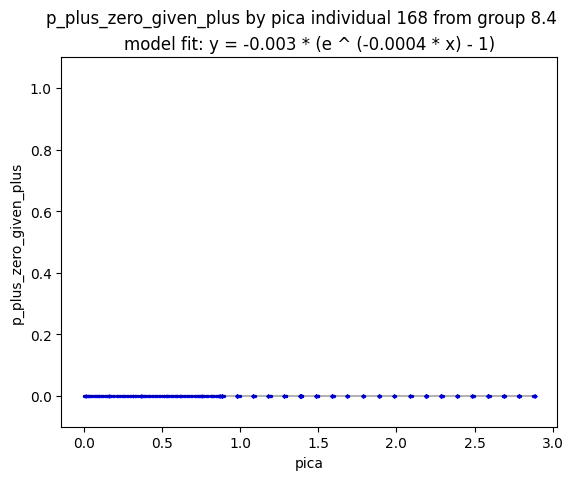 p_plus_zero_given_plus by pica individual 168 from group 8.4
model fit: y = -0.003 * (e ^ (-0.0004 * x) - 1)
1.0
0.8
0.6
0.4
0.2
0.0
p_plus_zero_given_plus
0.0 0.5 1.0 1.5 2.0 2.5 3.0
pica